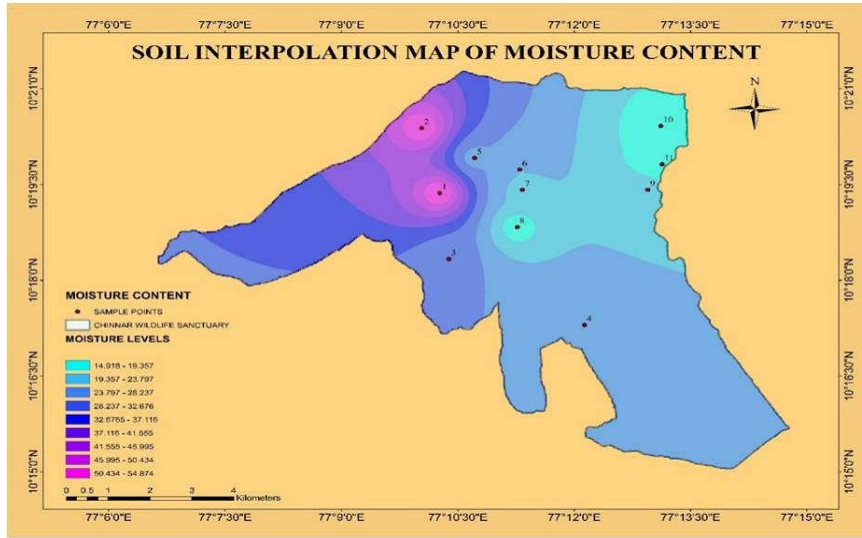 77°6'0"E 77°7'30"E 77°9'0"E 77°10'30"E 77°12'0"E 77°13'30"E 77°15'0"E
SOIL INTERPOLATION MAP OF MOISTURE CONTENT
N
10°21'0"N 10°21'0"N
2
10
5
11
6
10°19'30"N 10°19'30"N
1
7
9
8
3
10°18'0"N 10°18'0"N
MOISTURE CONTENT
SAMPLE POINTS
4
CHINNAR WILDLIFE SANCTUARY
MOISTURE LEVELS
10°16'30"N 10°16'30"N
14.918 - 19.357
19.357 - 23.797
23.797 - 28.237
28.237 - 32.676
32.6765 - 37.116
37.116 - 41.555
41.555 - 45.995
45.995 - 50.434
50.434 - 54.874
10°15'0"N 10°15'0"N
0 0.5 1 2 3 4
Kilometers
77°6'0"E 77°7'30"E 77°9'0"E 77°10'30"E 77°12'0"E 77°13'30"E 77°15'0"E